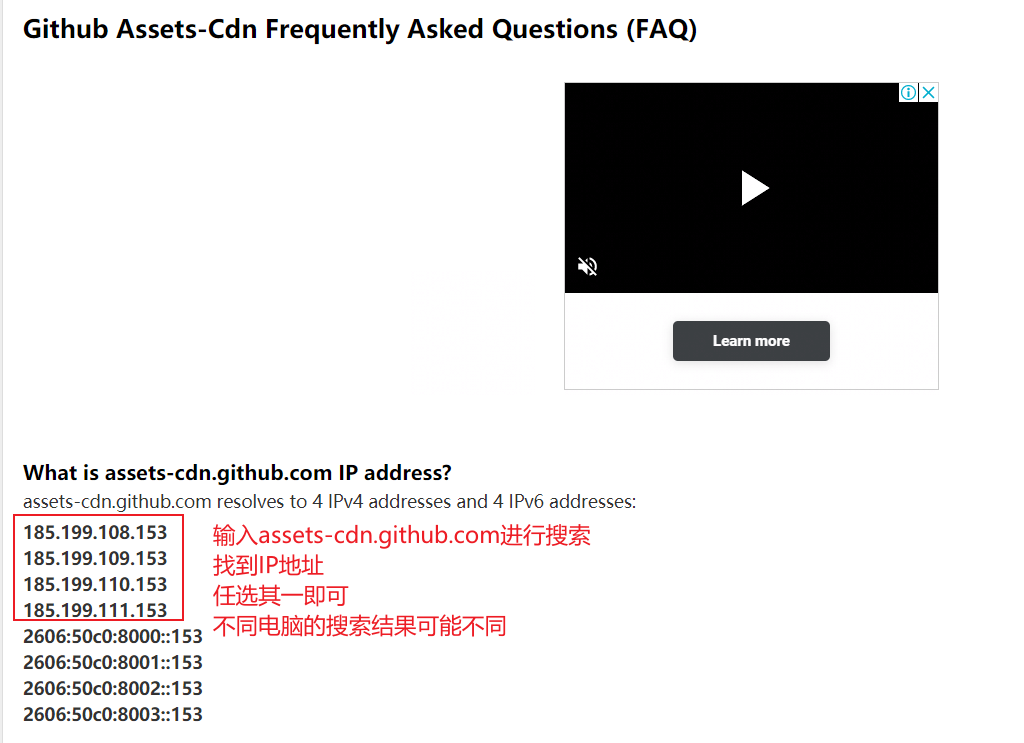 Github Assets-Cdn Frequently Asked Questions (FAQ)
Learn more
What is assets-cdn.github.com IP address?
assets-cdn.github.com resolves to 4 IPv4 addresses and 4 IPv6 addresses:
185.199.108.153
185.199.109.153
185.199.110.153
185.199.111.153
2606:50c0:8000::153
2606:50c0:8001::153
2606:50c0:8002::153
2606:50c0:8003::153
输入assets-cdn.github.com进行搜索
找到IP地址
任选其一即可
不同电脑的搜索结果可能不同